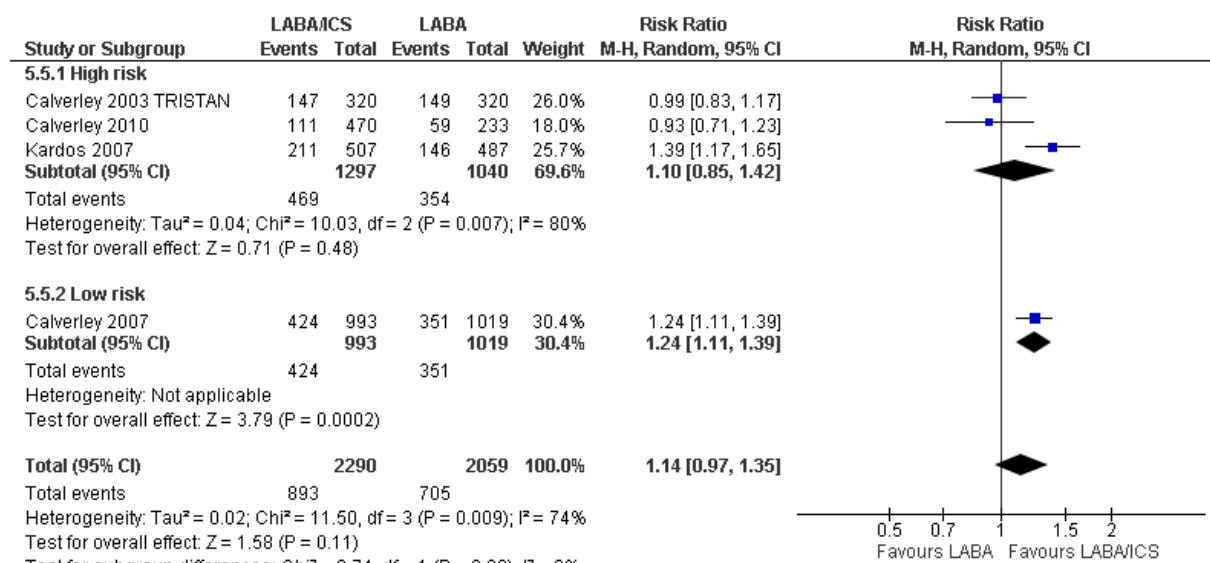 LABA/ICS LABA Risk Ratio Risk Ratio
Study or Subgroup Events Total Events Total Weight M-H, Random, 95% CI M-H, Random, 95% CI
5.5.1 High risk
Calverley 2003 TRISTAN 147 320 149 320 26.0% 0.99 [0.83, 1.17]
Calverley 2010 111 470 59 233 18.0% 0.93 [0.71, 1.23]
Kardos 2007 211 507 146 487 25.7% 1.39 [1.17, 1.65]
Subtotal (95% CI) 1297 1040 69.6% 1.10 [0.85, 1.42]
Total events 469 354
Heterogeneity: Tau² = 0.04; Chi² = 10.03, df = 2 (P = 0.007); I² = 80%
Test for overall effect: Z = 0.71 (P = 0.48)
5.5.2 Low risk
Calverley 2007 424 993 351 1019 30.4% 1.24 [1.11, 1.39]
Subtotal (95% CI) 993 1019 30.4% 1.24 [1.11, 1.39]
Total events 424 351
Heterogeneity: Not applicable
Test for overall effect: Z = 3.79 (P = 0.0002)
Total (95% CI) 2290 2059 100.0% 1.14 [0.97, 1.35]
Total events 893 705
Heterogeneity: Tau² = 0.02; Chi² = 11.50, df = 3 (P = 0.009); I² = 74%
Test for overall effect: Z = 1.58 (P = 0.11)
0.5 0.7 1 1.5 2
Favours LABA Favours LABA/ICS